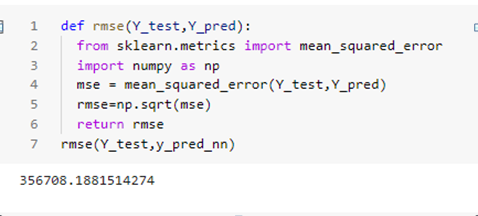 1 def rmse(Y_test,Y_pred):
2   from sklearn.metrics import mean_squared_error
3   import numpy as np
4   mse = mean_squared_error(Y_test,Y_pred)
5   rmse=np.sqrt(mse)
6   return rmse
7 rmse(Y_test,y_pred_nn)
356708.1881514274